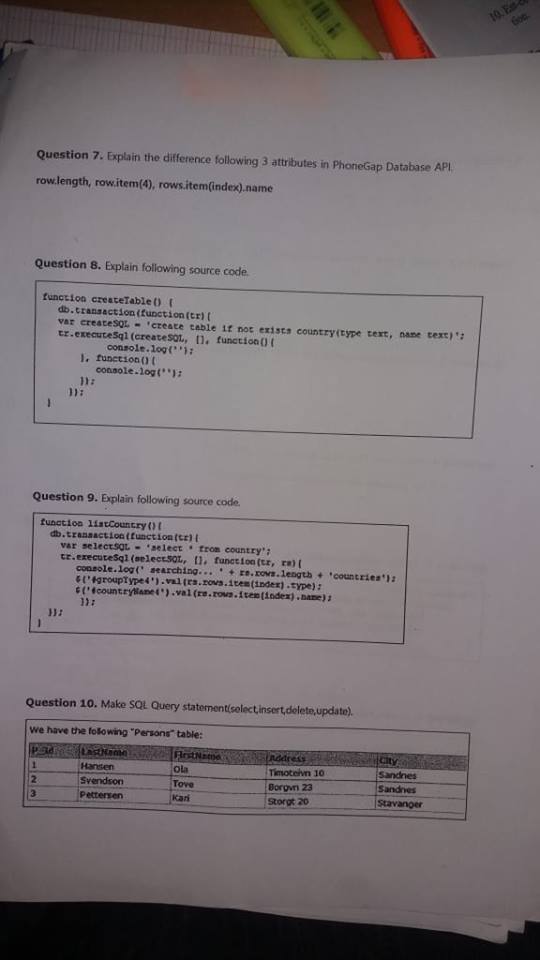 10. Est-ce
tion.
Question 7. Explain the difference following 3 attributes in PhoneGap Database API.
row.length, row.item(4), rows.item(index).name
Question 8. Explain following source code.
function createTable() {
db.transaction(function(tr){
var createSQL = 'create table if not exists country(type text, name text)';
tr.executeSql(createSQL, [], function(){
console.log('');
}, function(){
console.log('');
});
});
}
Question 9. Explain following source code.
function listCountry(){
db.transaction(function(tr){
var selectSQL = 'select * from country';
tr.executeSql(selectSQL, [], function(tr, rs){
console.log(' searching... ' + rs.rows.length + 'countries');
$('#groupType4').val(rs.rows.item(index).type);
$('#countryName4').val(rs.rows.item(index).name);
});
});
}
Question 10. Make SQL Query statement(select,insert,delete,update).
We have the following "Persons" table:
P_Id LastName FirstName Address City
1 Hansen Ola Timoteivn 10 Sandnes
2 Svendson Tove Borgvn 23 Sandnes
3 Pettersen Kari Storgt 20 Stavanger